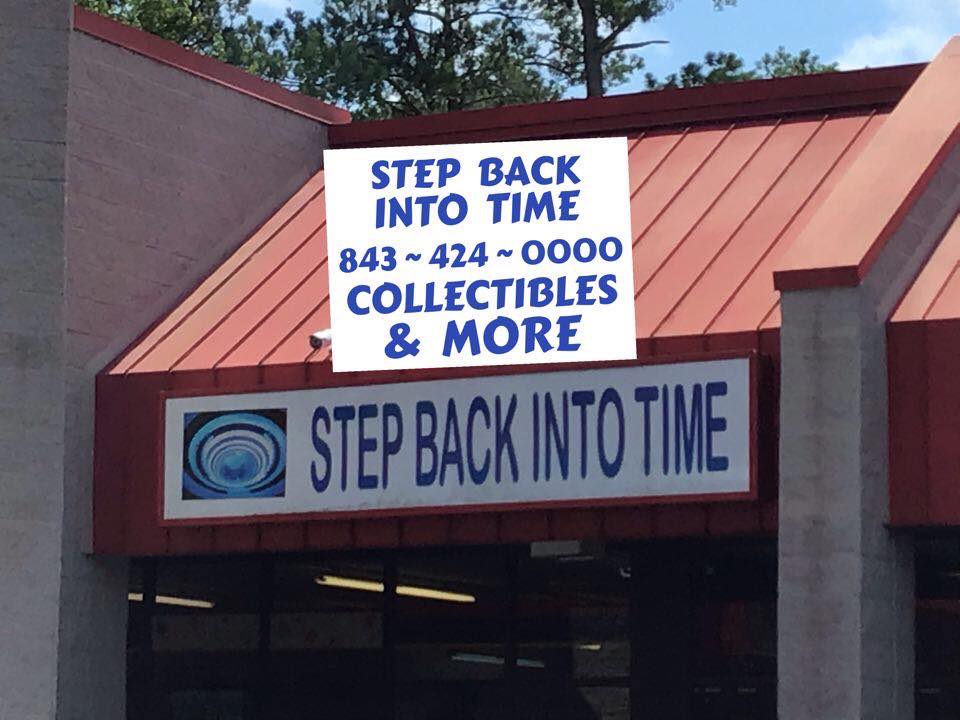 STEP BACK
INTO TIME
843~424~0000
COLLECTIBLES
& MORE
STEP BACK INTO TIME